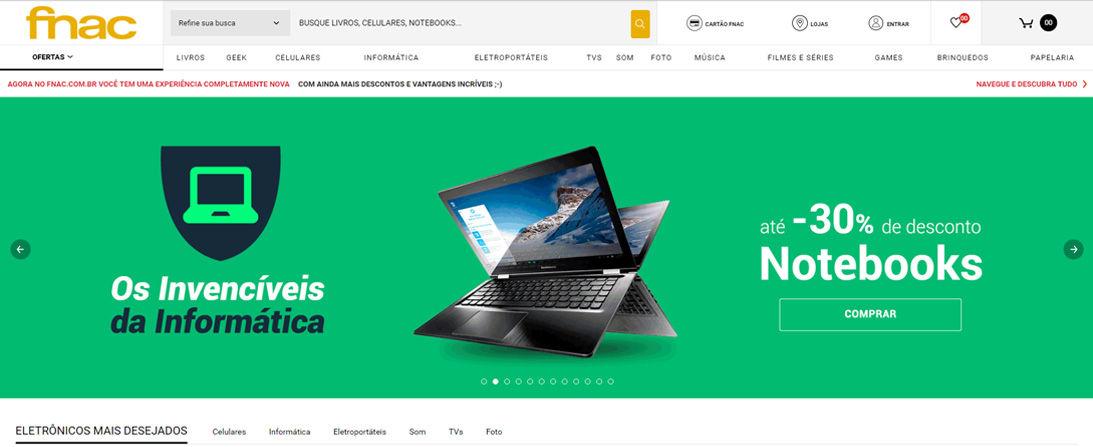 fnac
Refine sua busca
BUSQUE LIVROS, CELULARES, NOTEBOOKS...
CARTÃO FNAC
LOJAS
ENTRAR
00
00
OFERTAS
LIVROS
GEEK
CELULARES
INFORMÁTICA
ELETROPORTÁTEIS
TVS
SOM
FOTO
MÚSICA
FILMES E SÉRIES
GAMES
BRINQUEDOS
PAPELARIA
AGORA NO FNAC.COM.BR VOCÊ TEM UMA EXPERIÊNCIA COMPLETAMENTE NOVA COM AINDA MAIS DESCONTOS E VANTAGENS INCRÍVEIS ;-)
NAVEGUE E DESCUBRA TUDO
Os Invencíveis
da Informática
até -30% de desconto
Notebooks
COMPRAR
ELETRÔNICOS MAIS DESEJADOS
Celulares
Informática
Eletroportáteis
Som
TVs
Foto